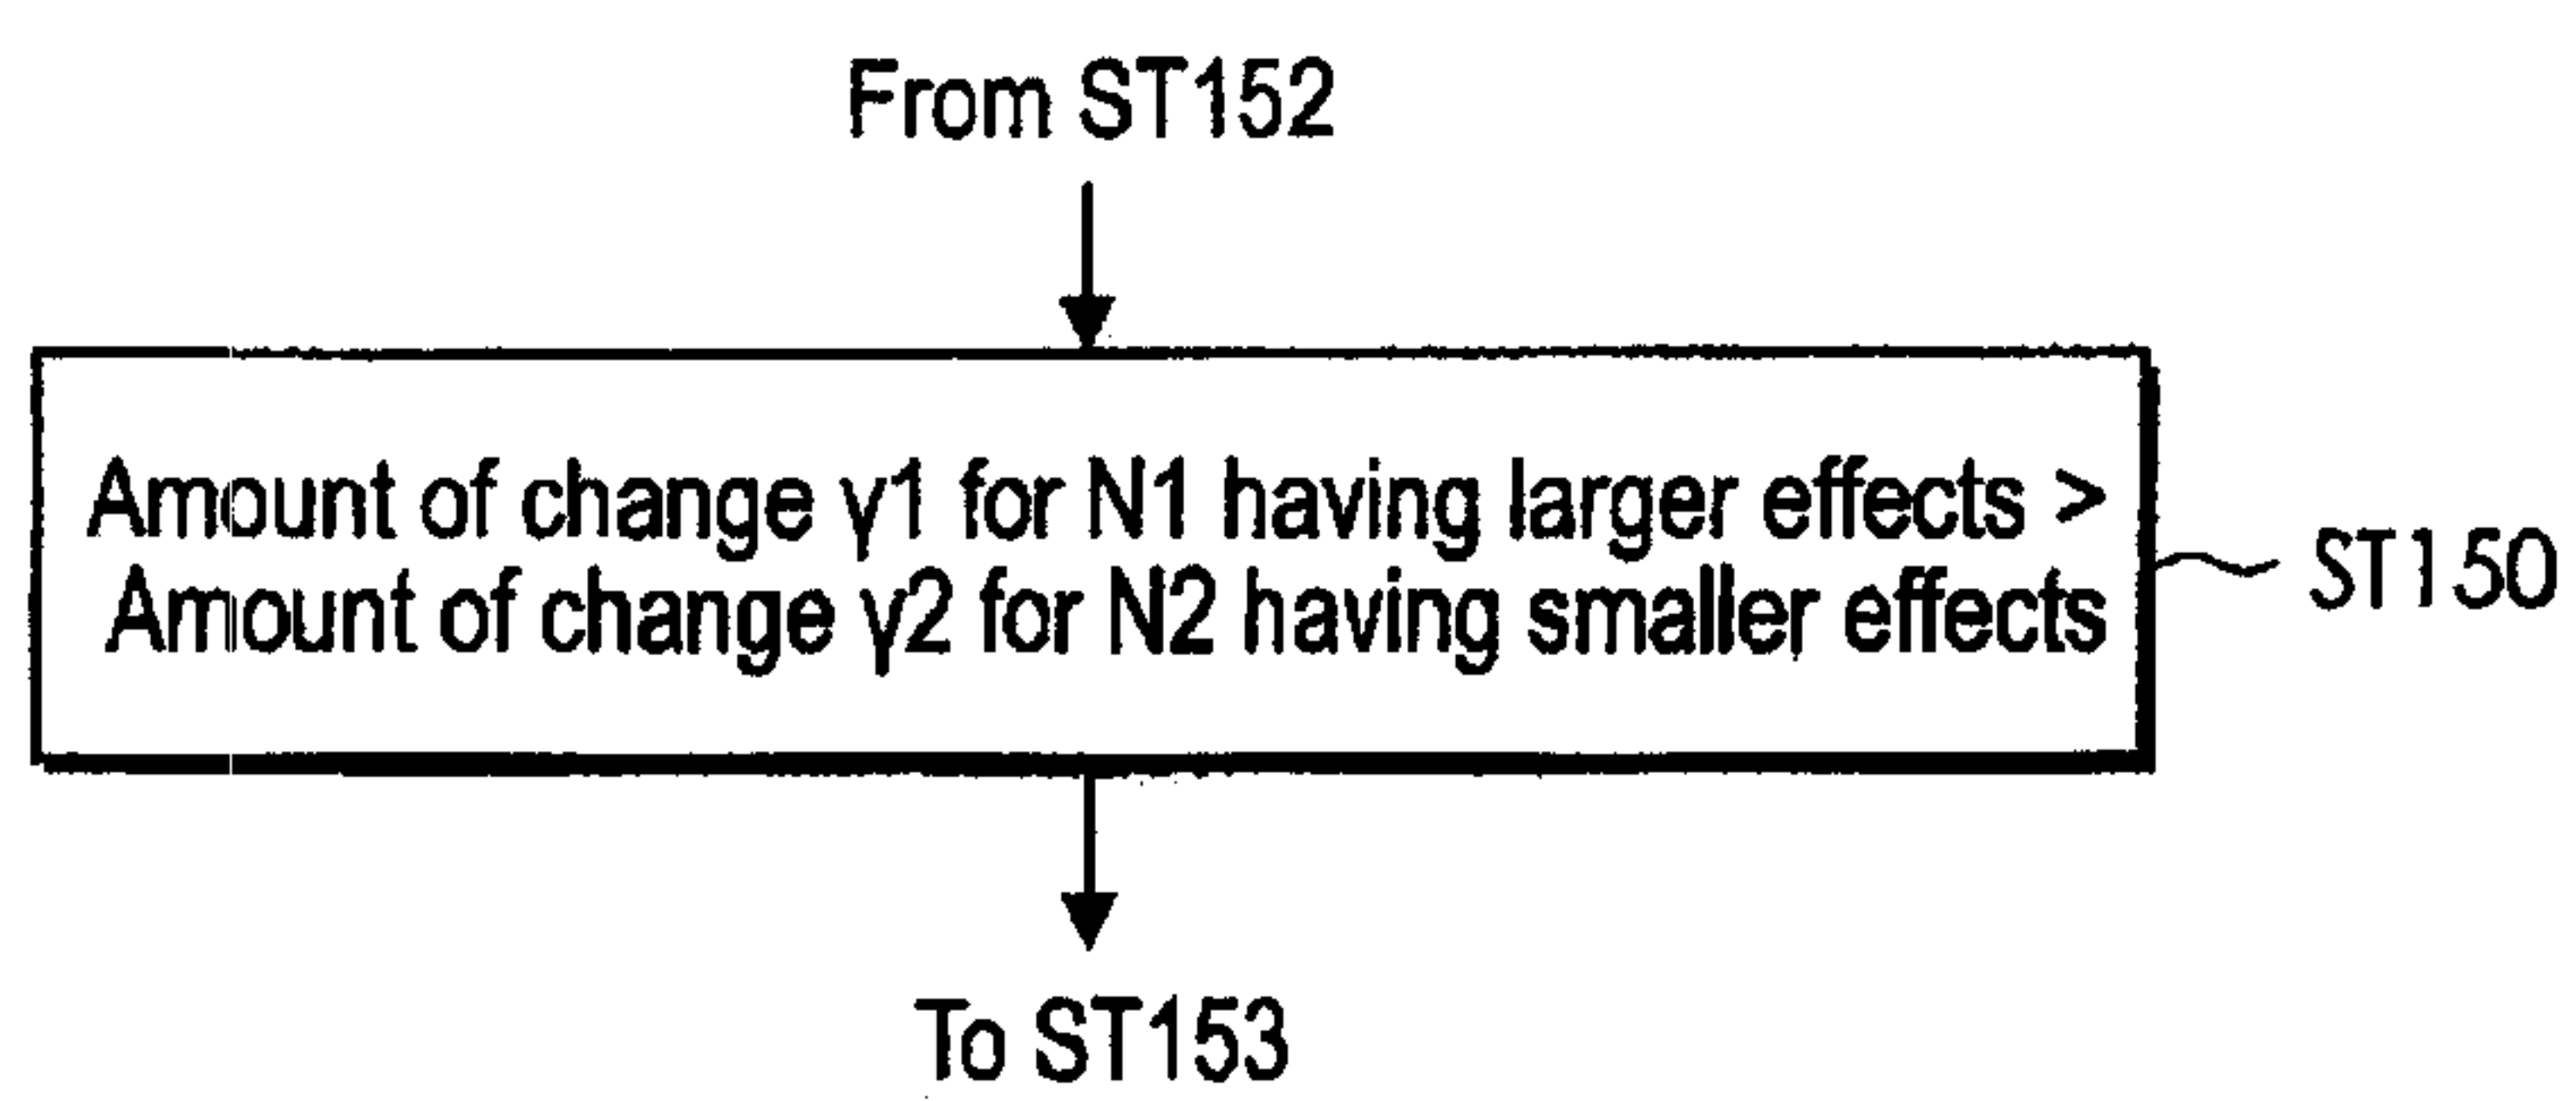 From ST152
Amount of change γ1 for N1 having larger effects >
Amount of change γ2 for N2 having smaller effects
ST150
To ST153